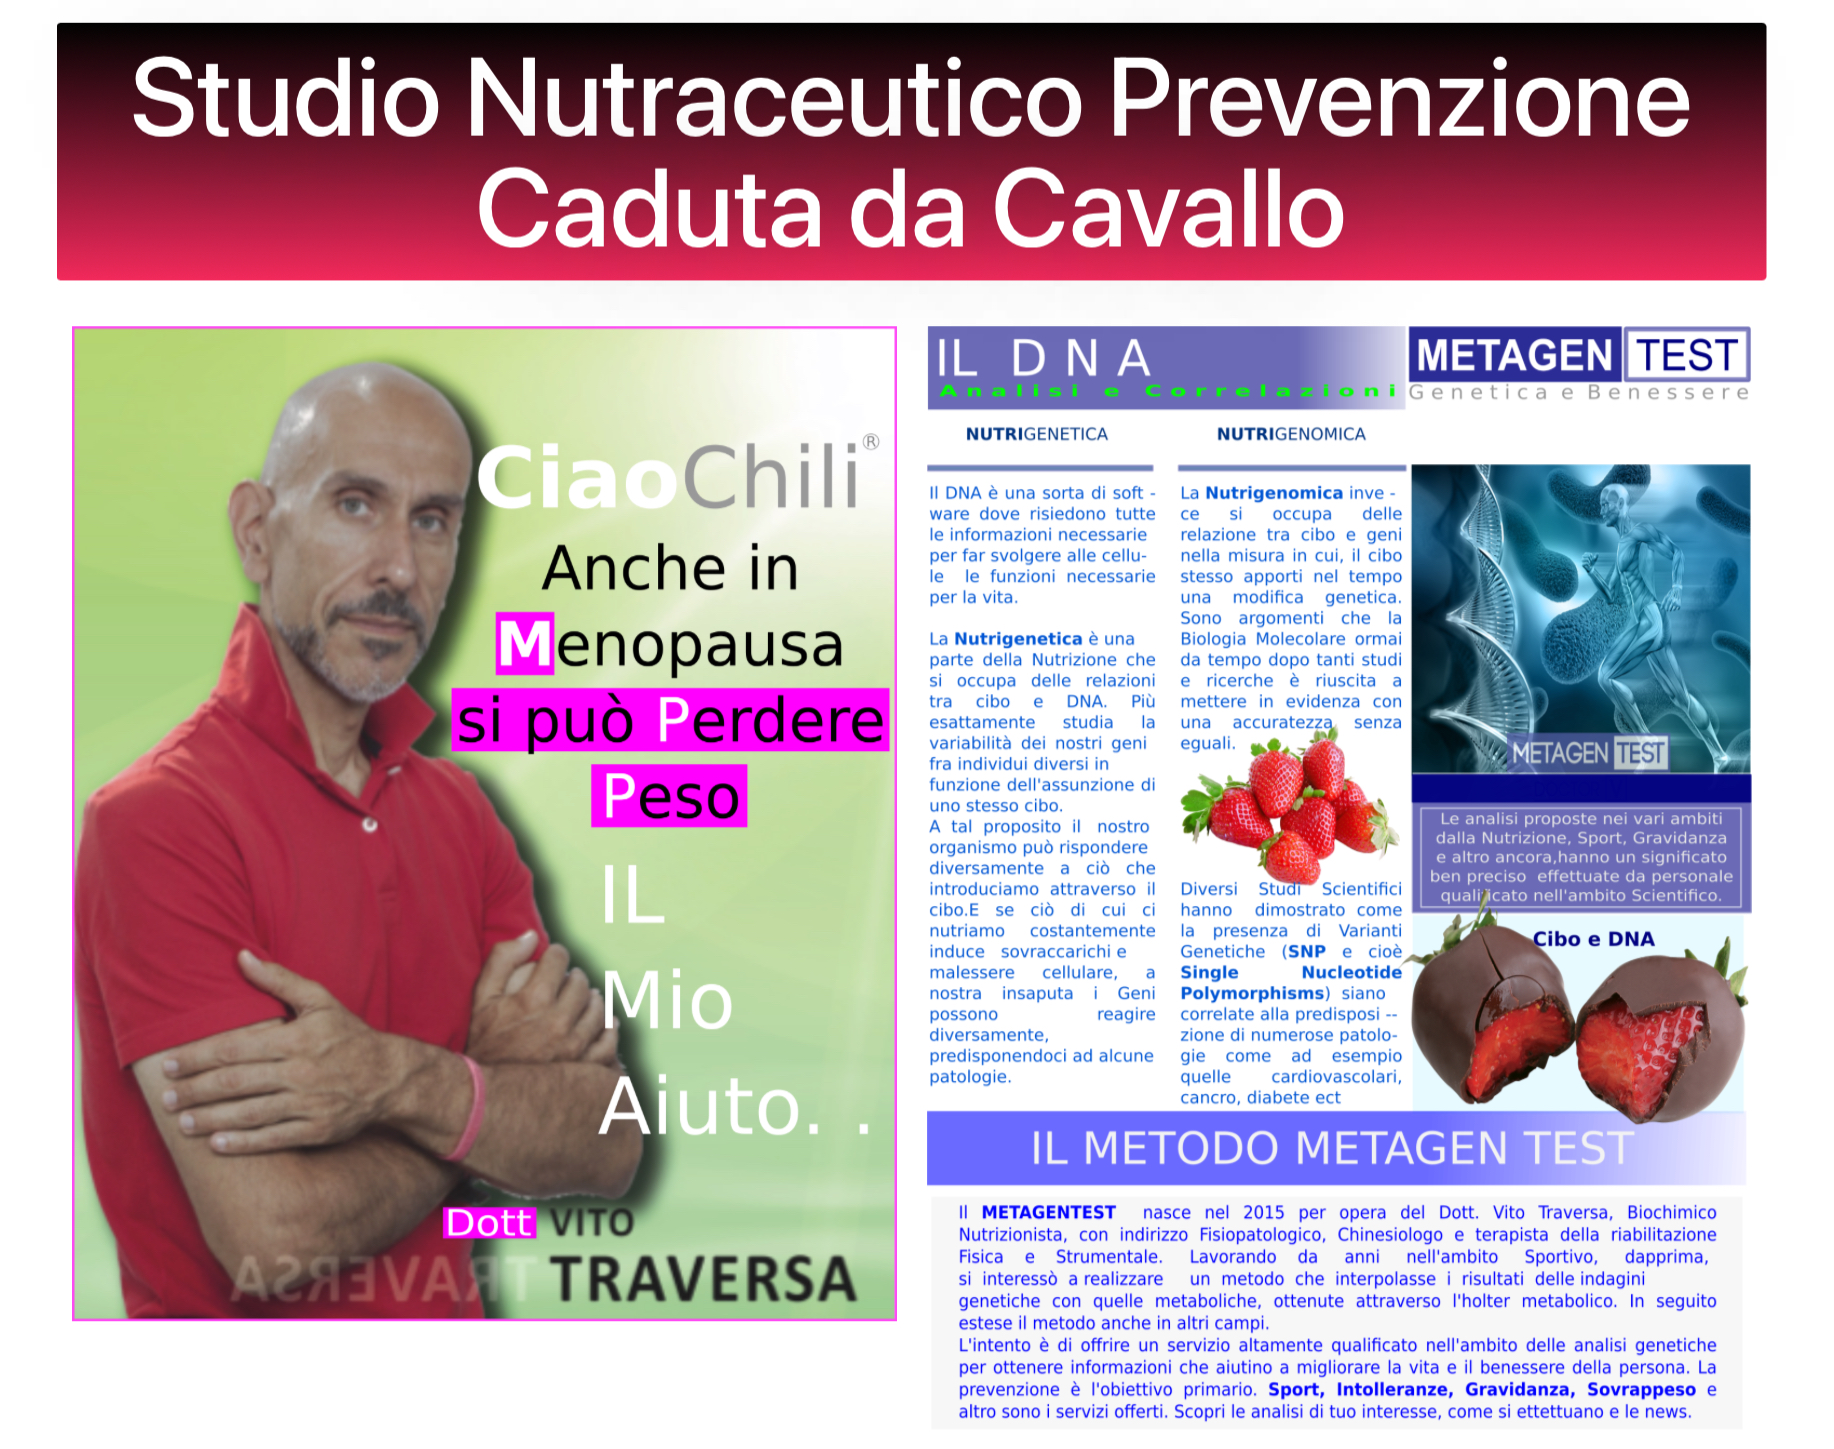 Studio Nutraceutico Prevenzione
Caduta da Cavallo
CiaoChili®
Anche in
Menopausa
si può Perdere
Peso
IL
Mio
Aiuto. .
Dott VITO
TRAVERSA
TRAVERSA
IL DNA
Analisi e Correlazioni
METAGEN TEST
Genetica e Benessere
NUTRIGENETICA
Il DNA è una sorta di soft -
ware dove risiedono tutte
le informazioni necessarie
per far svolgere alle cellu-
le le funzioni necessarie
per la vita.
La Nutrigenetica è una
parte della Nutrizione che
si occupa delle relazioni
tra cibo e DNA. Più
esattamente studia la
variabilità dei nostri geni
fra individui diversi in
funzione dell'assunzione di
uno stesso cibo.
A tal proposito il nostro
organismo può rispondere
diversamente a ciò che
introduciamo attraverso il
cibo.E se ciò di cui ci
nutriamo costantemente
induce sovraccarichi e
malessere cellulare, a
nostra insaputa i Geni
possono reagire
diversamente,
predisponendoci ad alcune
patologie.
NUTRIGENOMICA
La Nutrigenomica inve -
ce si occupa delle
relazione tra cibo e geni
nella misura in cui, il cibo
stesso apporti nel tempo
una modifica genetica.
Sono argomenti che la
Biologia Molecolare ormai
da tempo dopo tanti studi
e ricerche è riuscita a
mettere in evidenza con
una accuratezza senza
eguali.
Diversi Studi Scientifici
hanno dimostrato come
la presenza di Varianti
Genetiche (SNP e cioè
Single Nucleotide
Polymorphisms) siano
correlate alla predisposi --
zione di numerose patolo-
gie come ad esempio
quelle cardiovascolari,
cancro, diabete ect
METAGEN TEST
Le analisi proposte nei vari ambiti
dalla Nutrizione, Sport, Gravidanza
e altro ancora,hanno un significato
ben preciso effettuate da personale
qualificato nell'ambito Scientifico.
Cibo e DNA
IL METODO METAGEN TEST
Il METAGENTEST nasce nel 2015 per opera del Dott. Vito Traversa, Biochimico
Nutrizionista, con indirizzo Fisiopatologico, Chinesiologo e terapista della riabilitazione
Fisica e Strumentale. Lavorando da anni nell'ambito Sportivo, dapprima,
si interessò a realizzare un metodo che interpolasse i risultati delle indagini
genetiche con quelle metaboliche, ottenute attraverso l'holter metabolico. In seguito
estese il metodo anche in altri campi.
L'intento è di offrire un servizio altamente qualificato nell'ambito delle analisi genetiche
per ottenere informazioni che aiutino a migliorare la vita e il benessere della persona. La
prevenzione è l'obiettivo primario. Sport, Intolleranze, Gravidanza, Sovrappeso e
altro sono i servizi offerti. Scopri le analisi di tuo interesse, come si ettettuano e le news.